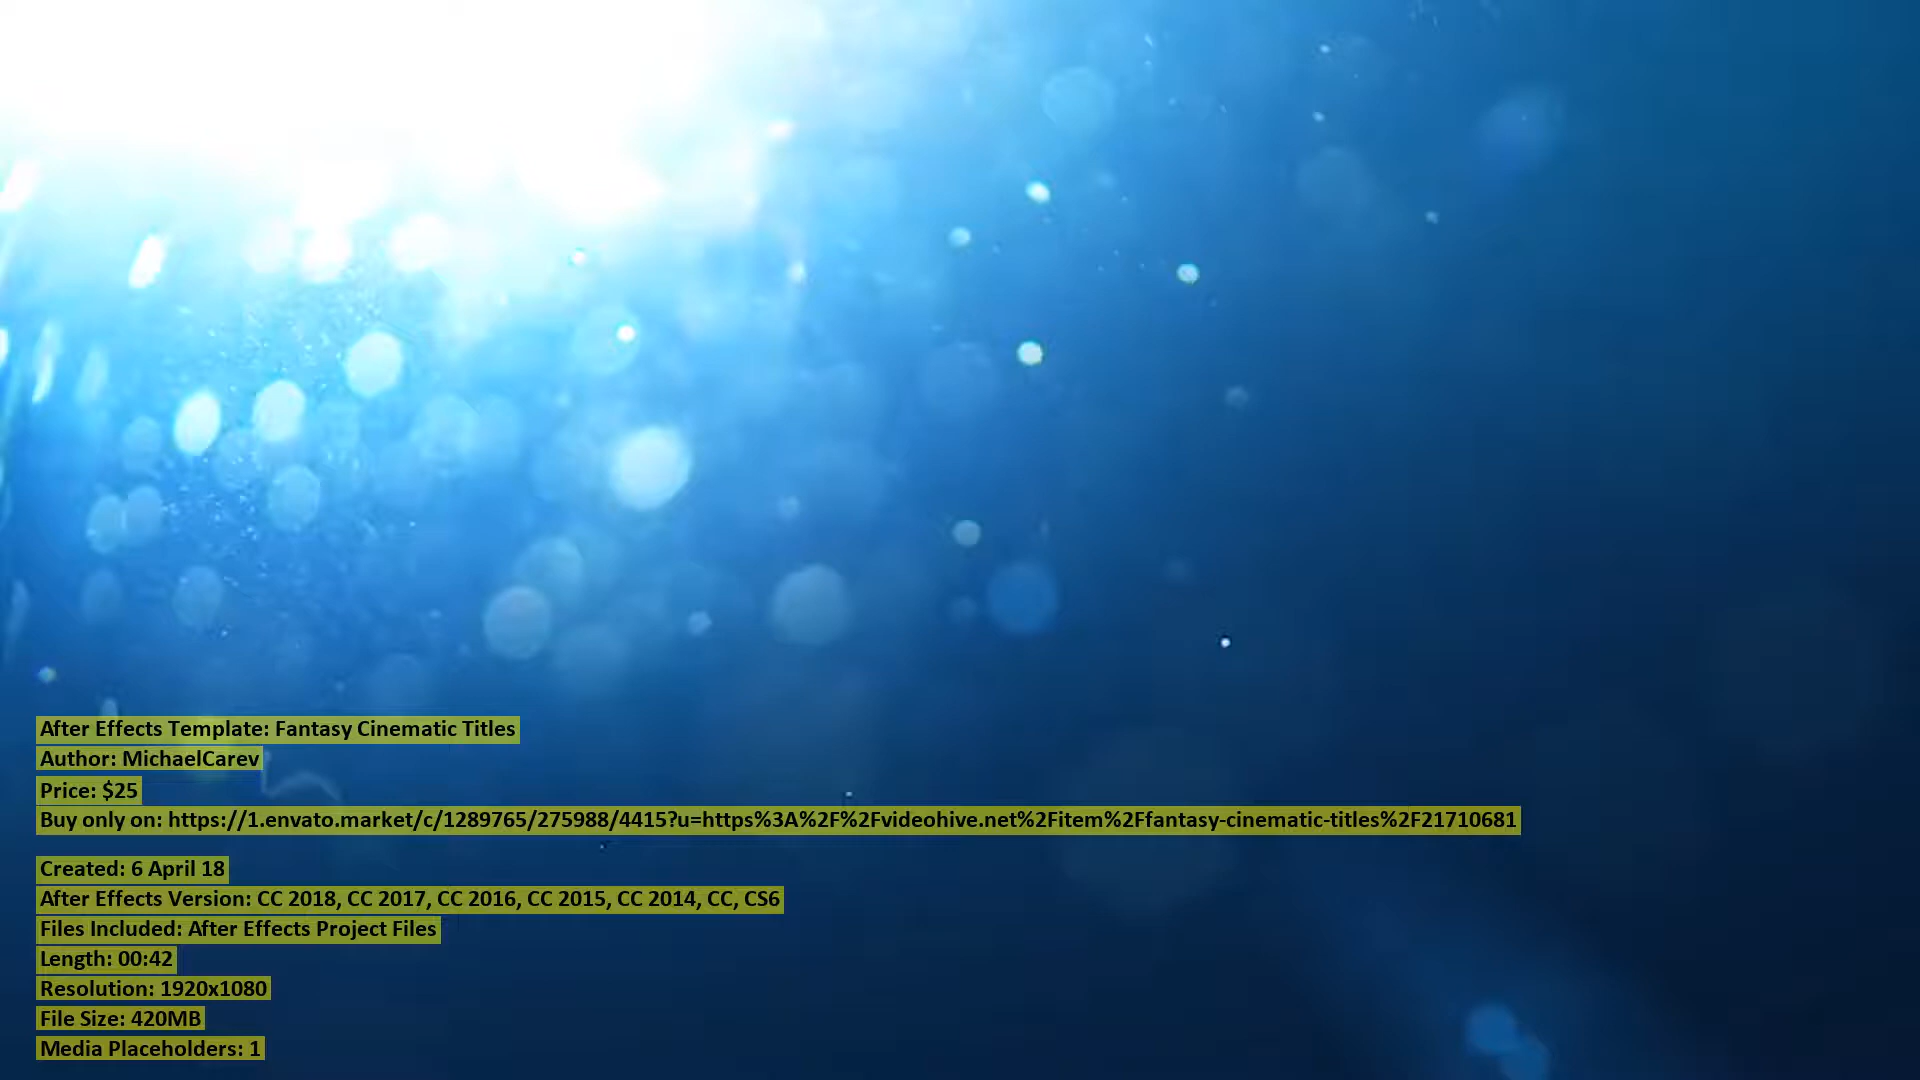 After Effects Template: Fantasy Cinematic Titles
Author: MichaelCarev
Price: $25
Buy only on: https://1.envato.market/c/1289765/275988/4415?u=https%3A%2F%2Fvideohive.net%2Fitem%2Ffantasy-cinematic-titles%2F21710681
Created: 6 April 18
After Effects Version: CC 2018, CC 2017, CC 2016, CC 2015, CC 2014, CC, CS6
Files Included: After Effects Project Files
Length: 00:42
Resolution: 1920x1080
File Size: 420MB
Media Placeholders: 1